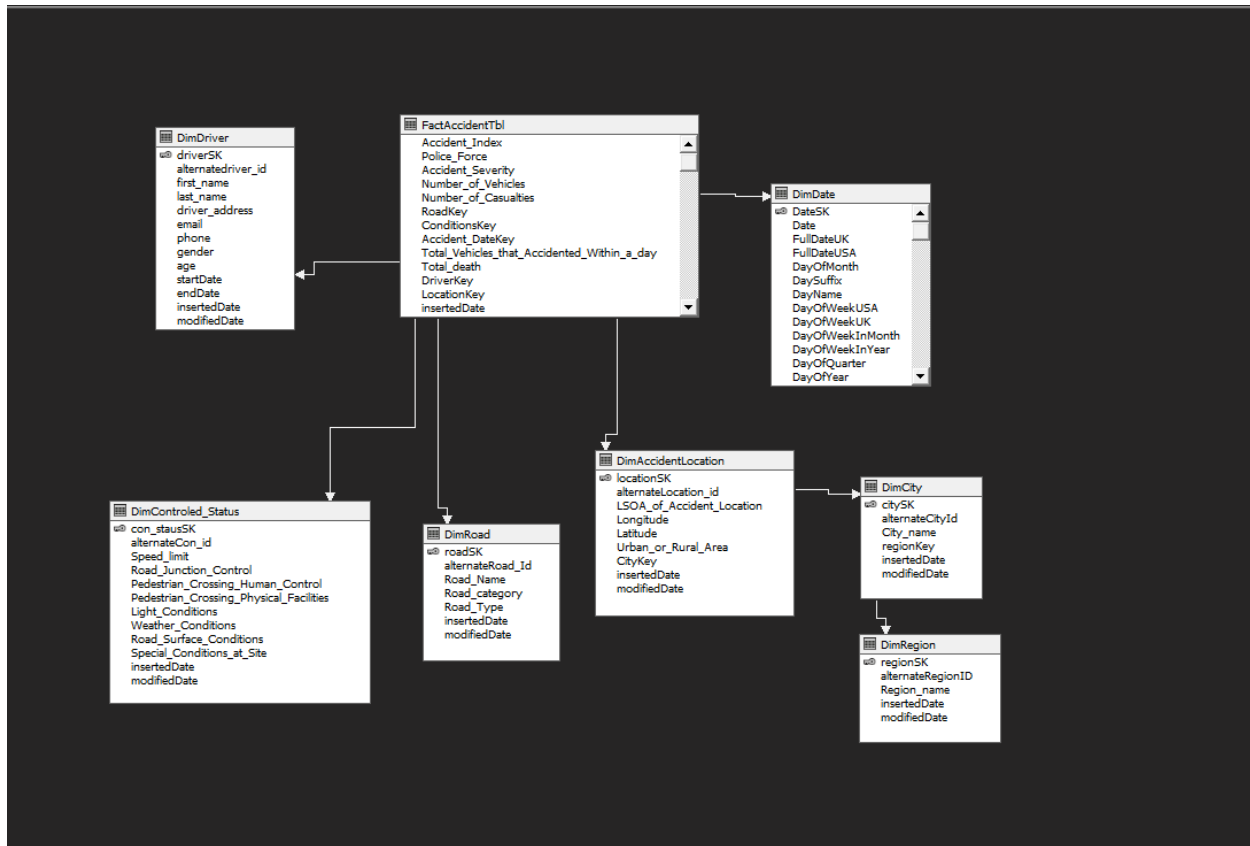 DimDriver
driverSK
alternatedriver_id
first_name
last_name
driver_address
email
phone
gender
age
startDate
endDate
insertedDate
modifiedDate
FactAccidentTbl
Accident_Index
Police_Force
Accident_Severity
Number_of_Vehicles
Number_of_Casualties
RoadKey
ConditionsKey
Accident_DateKey
Total_Vehicles_that_Accidented_Within_a_day
Total_death
DriverKey
LocationKey
insertedDate
DimDate
DateSK
Date
FullDateUK
FullDateUSA
DayOfMonth
DaySuffix
DayName
DayOfWeekUSA
DayOfWeekUK
DayOfWeekInMonth
DayOfWeekInYear
DayOfQuarter
DayOfYear
DimControled_Status
con_stausSK
alternateCon_id
Speed_limit
Road_Junction_Control
Pedestrian_Crossing_Human_Control
Pedestrian_Crossing_Physical_Facilities
Light_Conditions
Weather_Conditions
Road_Surface_Conditions
Special_Conditions_at_Site
insertedDate
modifiedDate
DimRoad
roadSK
alternateRoad_Id
Road_Name
Road_category
Road_Type
insertedDate
modifiedDate
DimAccidentLocation
locationSK
alternateLocation_id
LSOA_of_Accident_Location
Longitude
Latitude
Urban_or_Rural_Area
CityKey
insertedDate
modifiedDate
DimCity
citySK
alternateCityId
City_name
regionKey
insertedDate
modifiedDate
DimRegion
regionSK
alternateRegionID
Region_name
insertedDate
modifiedDate